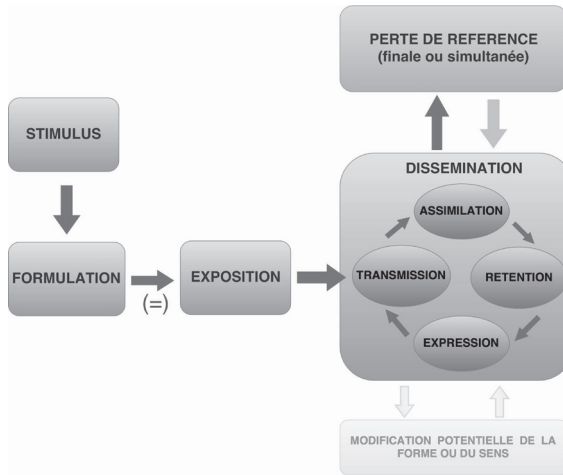 PERTE DE REFERENCE
(finale ou simultanée)
STIMULUS
DISSEMINATION
ASSIMILATION
FORMULATION
(=)
EXPOSITION
TRANSMISSION
RETENTION
EXPRESSION
MODIFICATION POTENTIELLE DE LA
FORME OU DU SENS